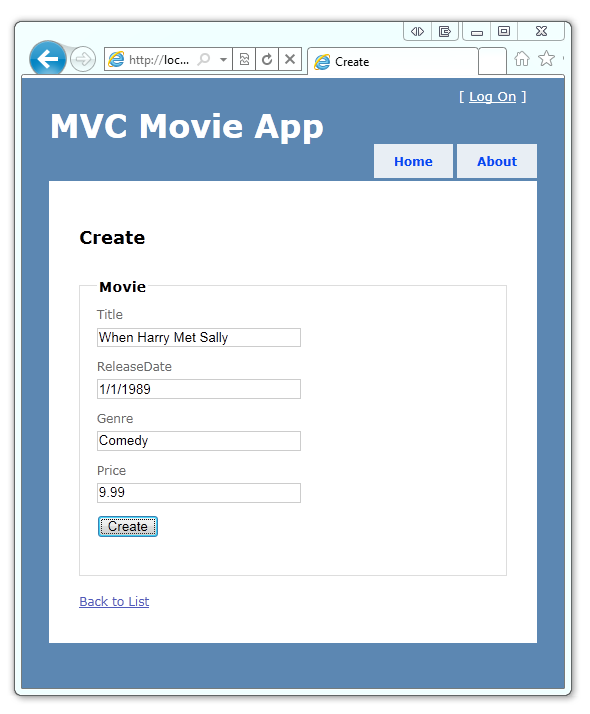 http://loc...
Create
[ Log On ]
MVC Movie App
Home About
Create
Movie
Title
When Harry Met Sally
ReleaseDate
1/1/1989
Genre
Comedy
Price
9.99
Create
Back to List